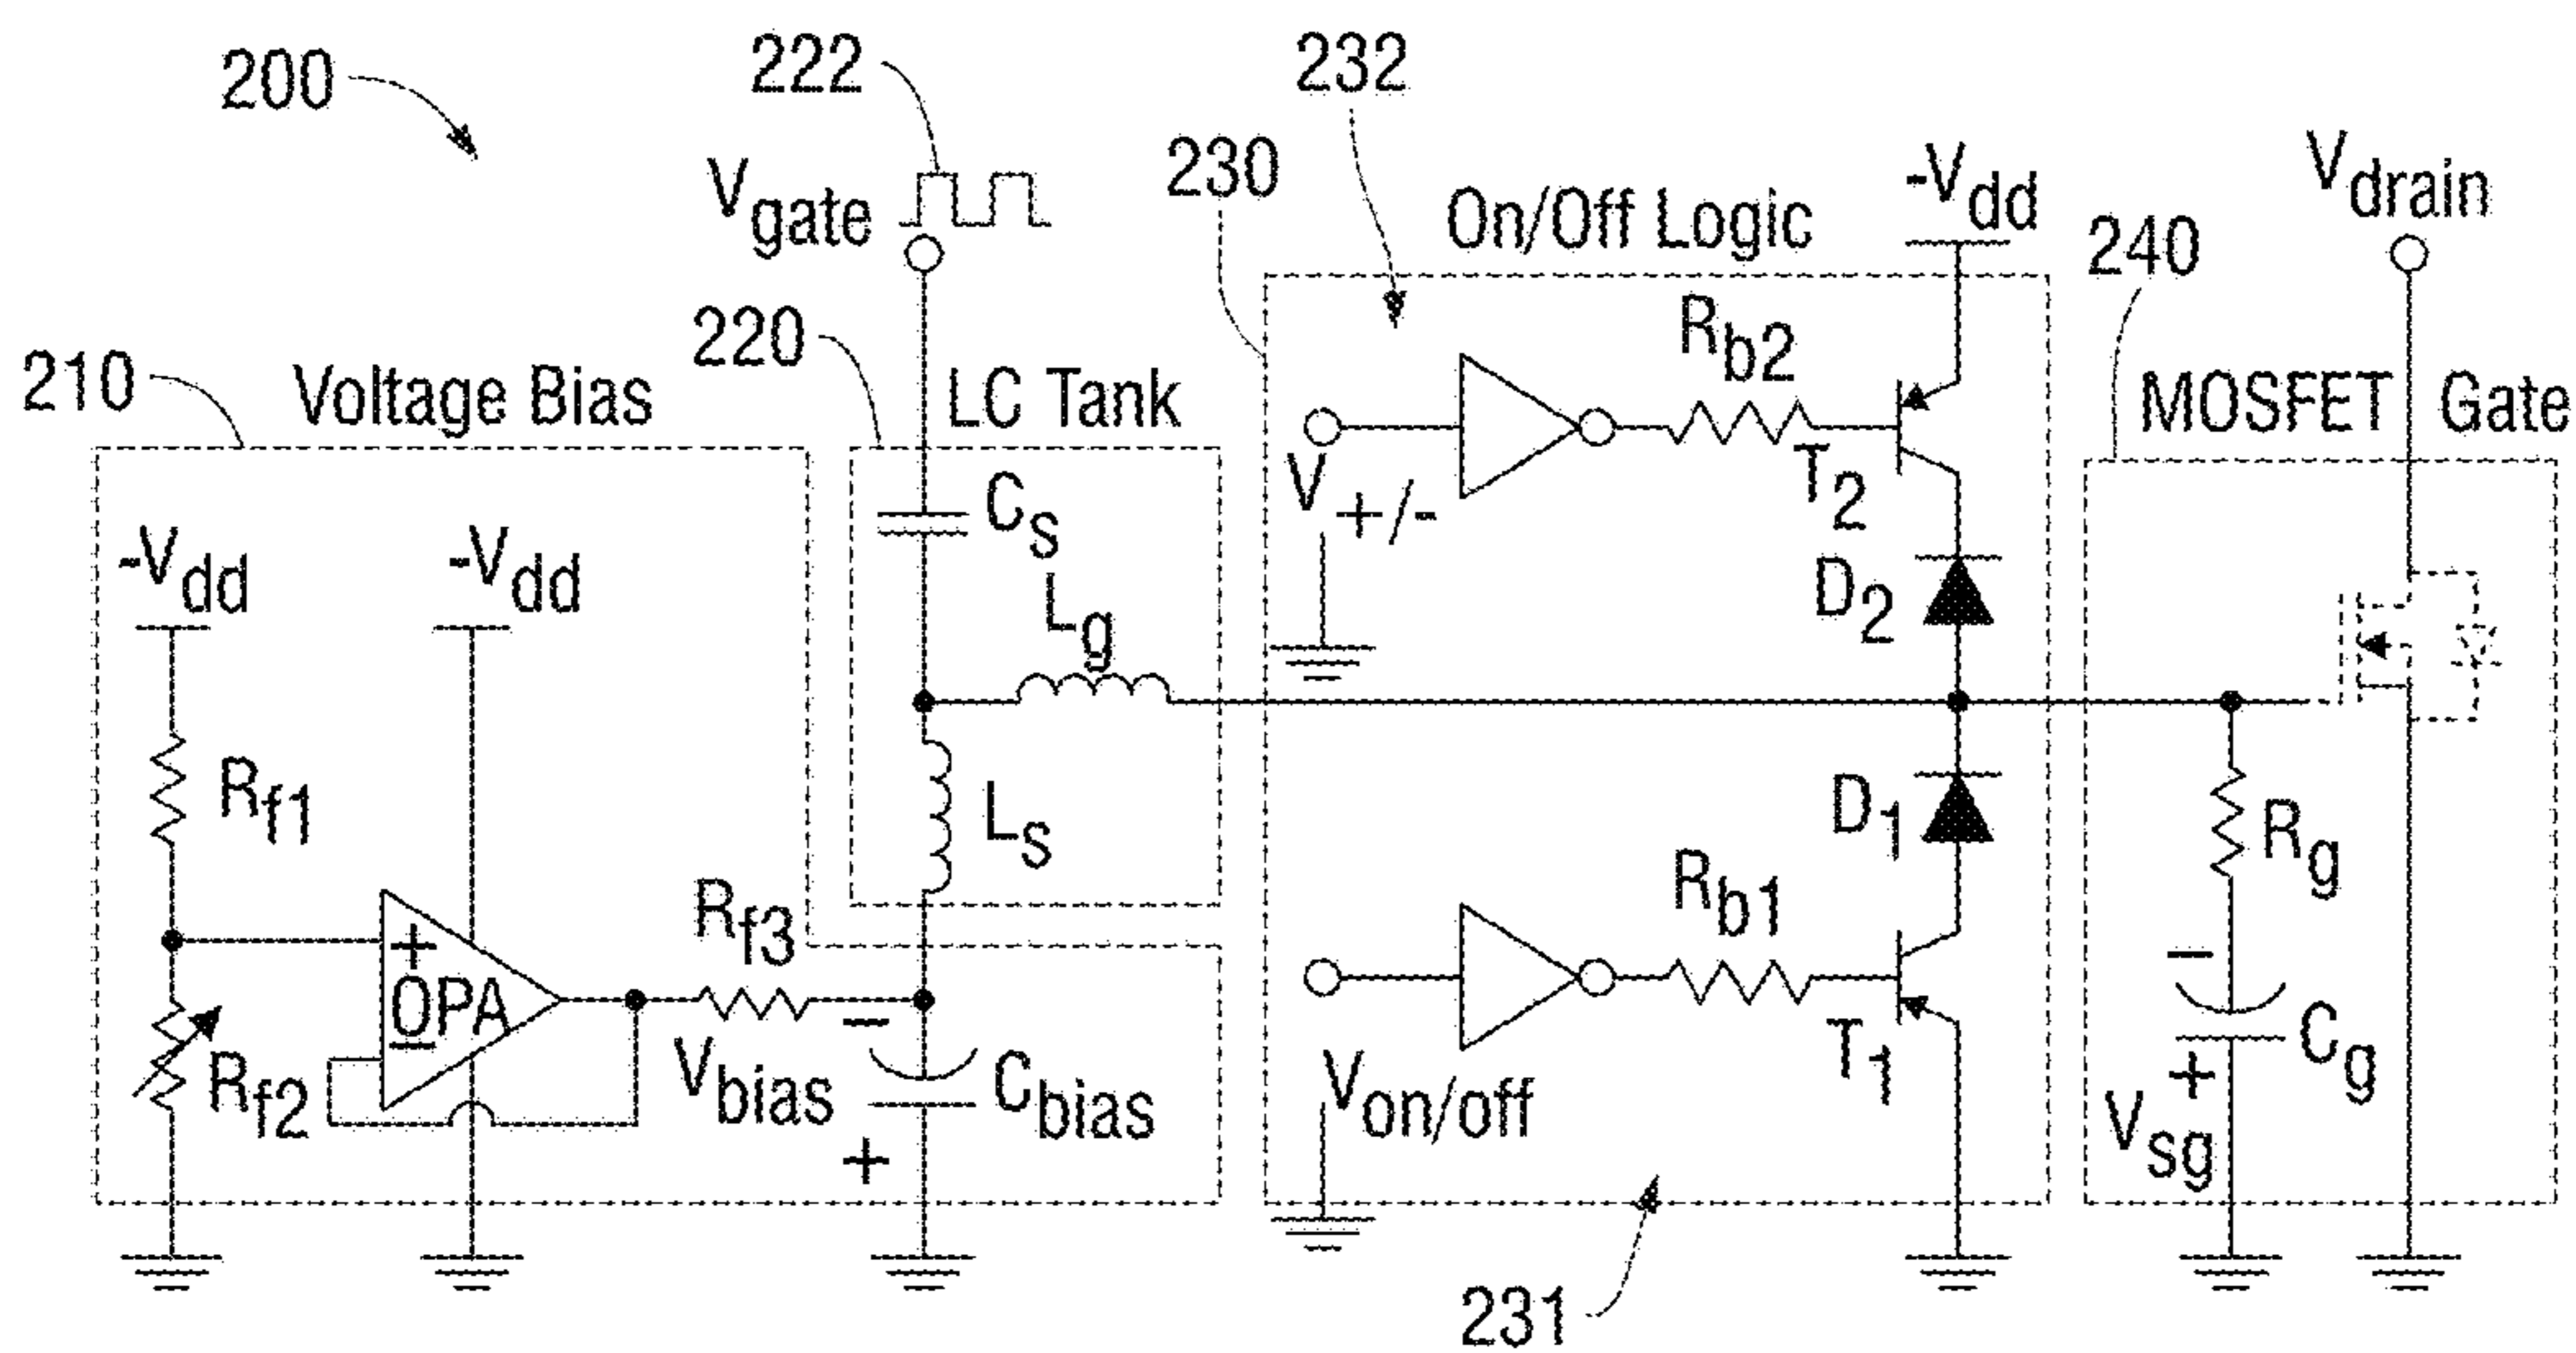 200
222
232
230
Vgate
On/Off Logic
-Vdd
Vdrain
240
210
Voltage Bias
220
LC Tank
Rb2
MOSFET Gate
V+/-
T2
Cs
-Vdd
-Vdd
Lg
D2
Rf1
Ls
D1
Rg
Rf3
Rb1
+
OPA
-
Rf2
Vbias
-
Cbias
+
Von/off
T1
-
Cg
+
Vsg
231